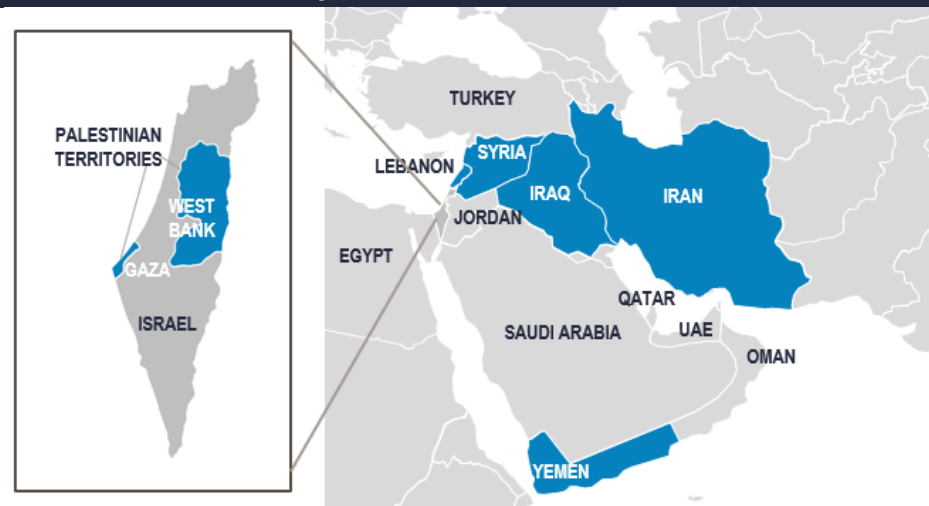 PALESTINIAN
TERRITORIES
WEST
BANK
GAZA
ISRAEL
TURKEY
LEBANON
SYRIA
IRAQ
IRAN
JORDAN
EGYPT
QATAR
SAUDI ARABIA
UAE
OMAN
YEMEN